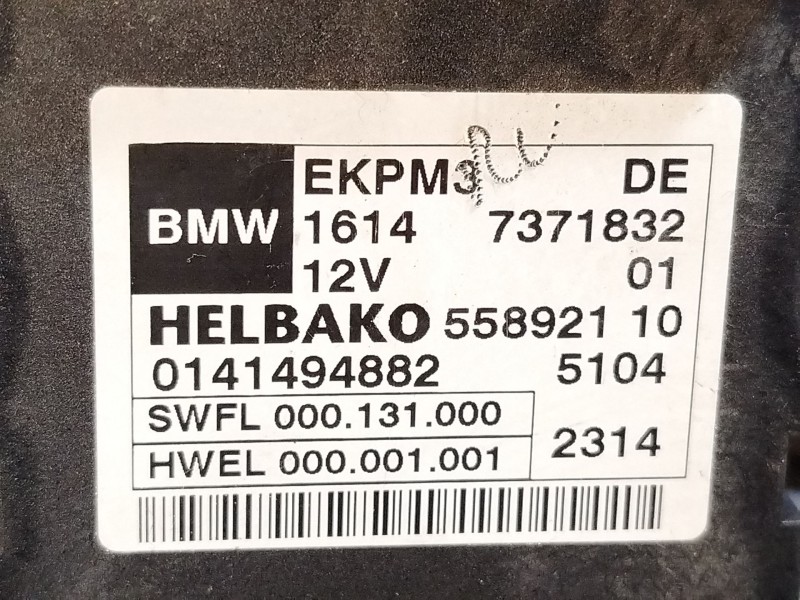 EKPM3 DE
BMW 1614 7371832
12V 01
HELBAKO 558921 10
0141494882 5104
SWFL 000.131.000
HWEL 000.001.001 2314